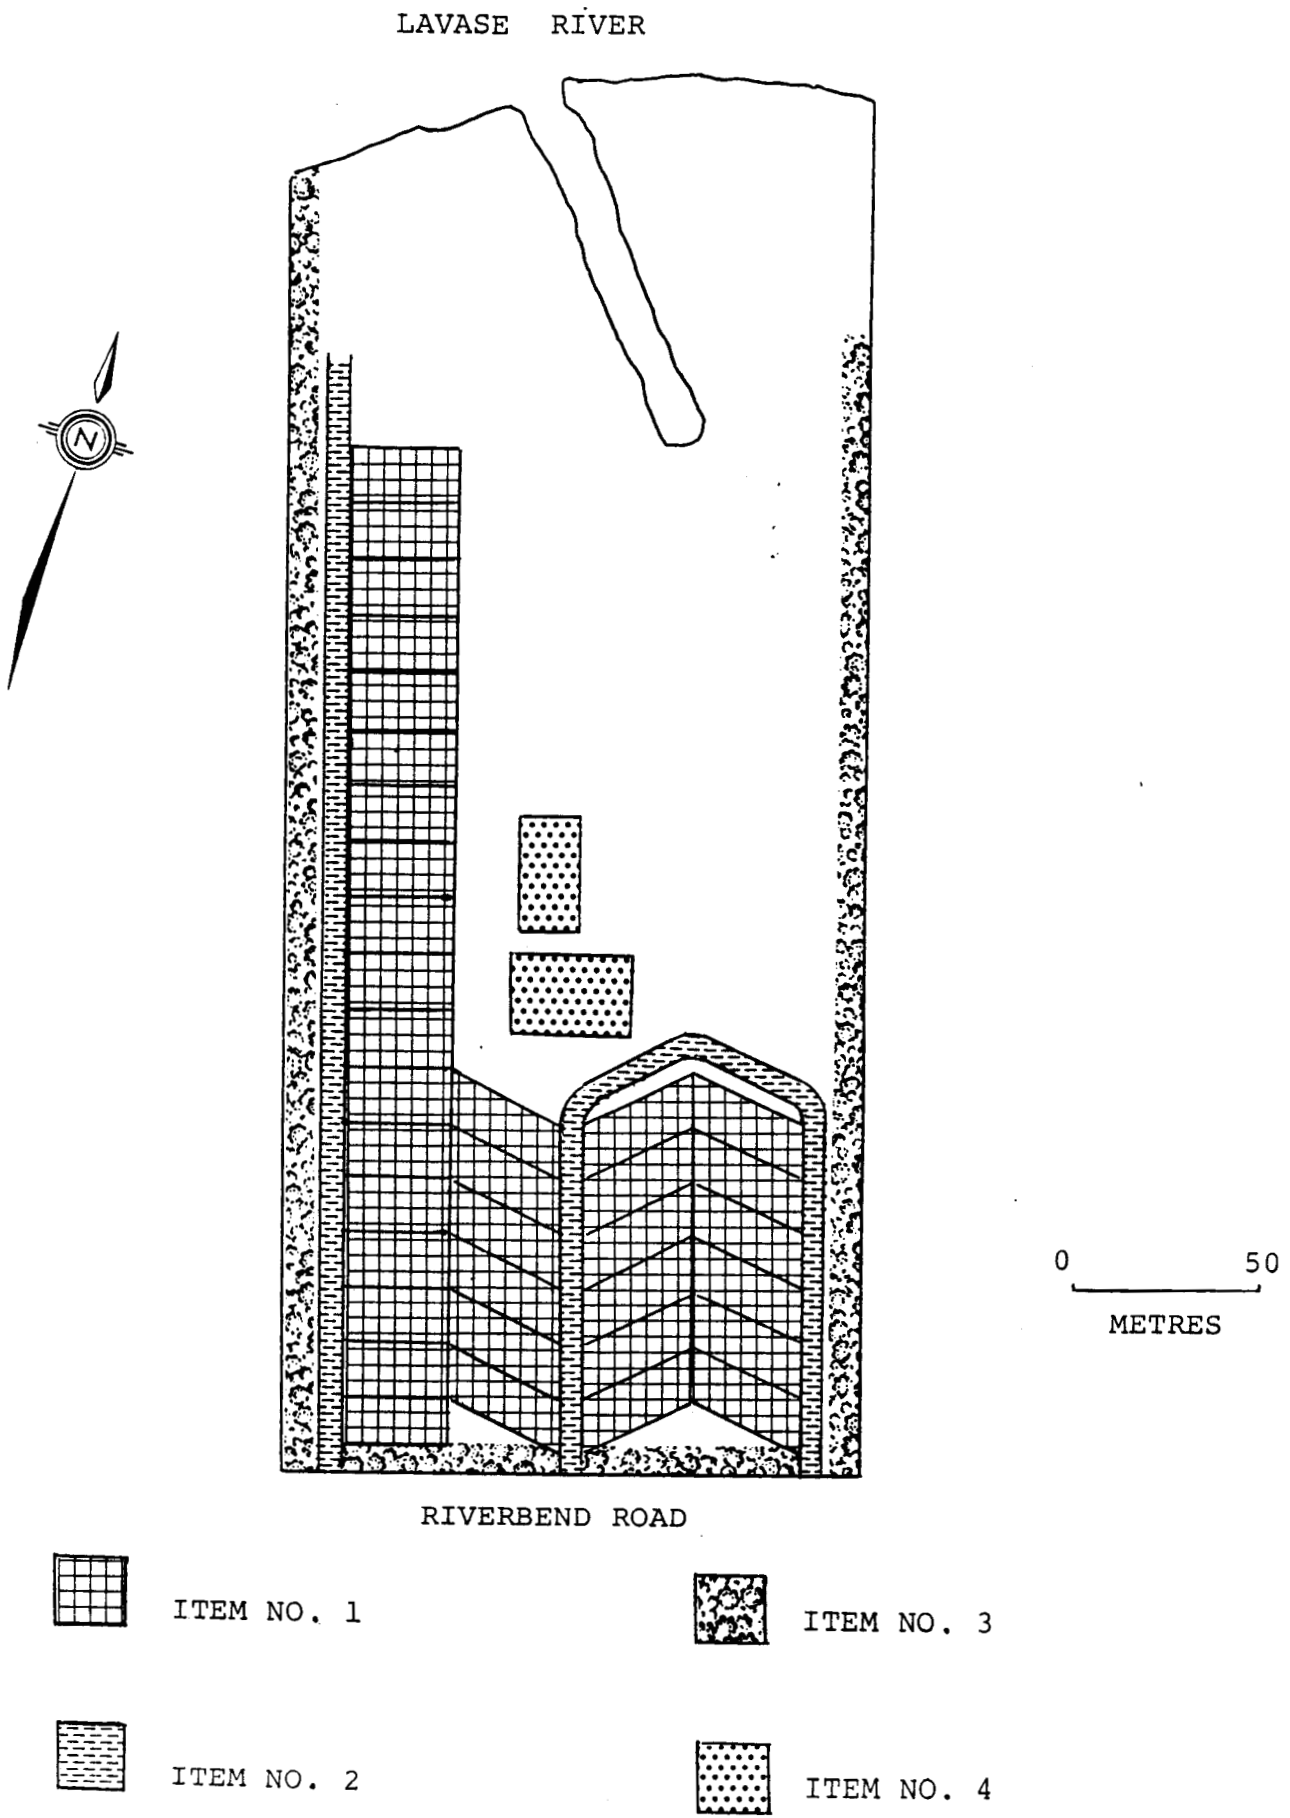 LAVASE RIVER
N
0 50
METRES
RIVERBEND ROAD
ITEM NO. 1
ITEM NO. 3
ITEM NO. 2
ITEM NO. 4